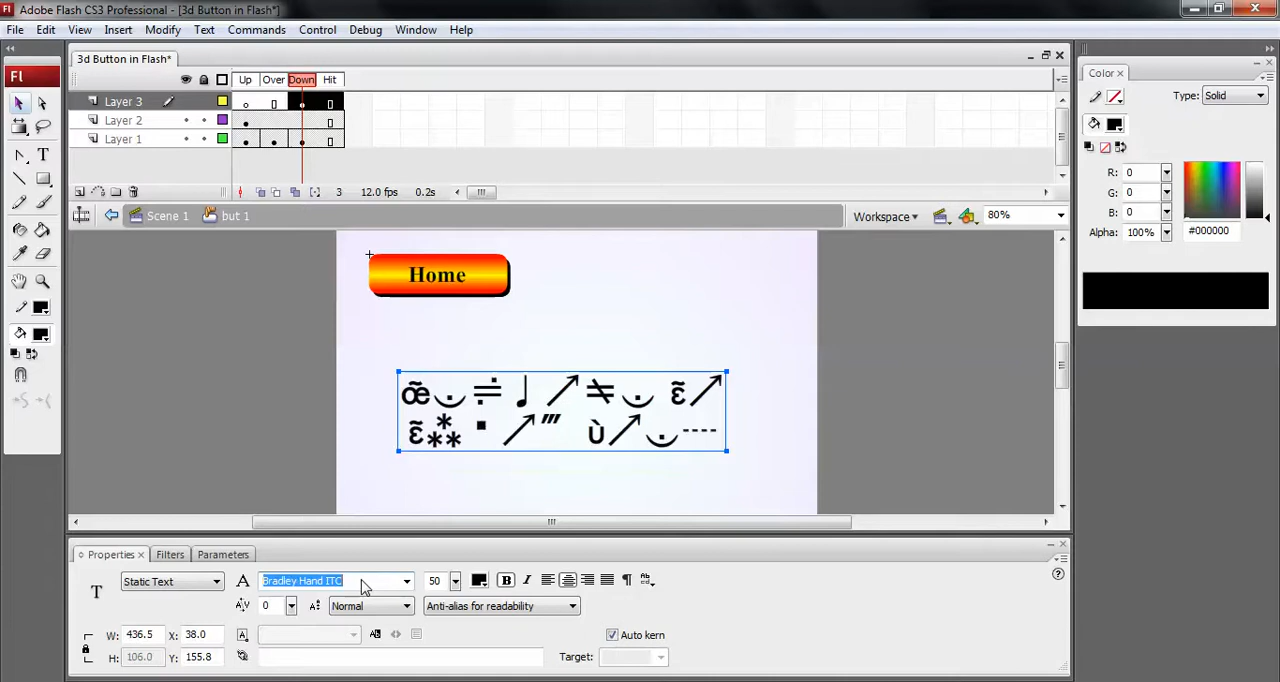 Adobe Flash CS3 Professional - [3d Button in Flash*]
File Edit View Insert Modify Text Commands Control Debug Window Help
3d Button in Flash*
Up Over Down Hit
Layer 3
Layer 2
Layer 1
3 12.0 fps 0.2s
Scene 1 but 1 Workspace 80%
Home
œ̃
Properties Filters Parameters
Static Text Bradley Hand ITC 50 B I
0 Normal Anti-alias for readability
W: 436.5 X: 38.0 Auto kern
H: 106.0 Y: 155.8 Target:
Color
Type: Solid
R: 0
G: 0
B: 0
Alpha: 100% #000000